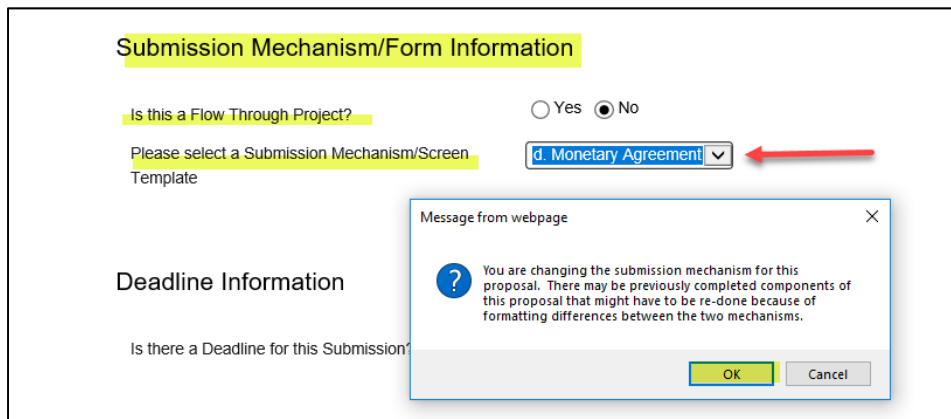 Submission Mechanism/Form Information
Is this a Flow Through Project?
Yes No
Please select a Submission Mechanism/Screen
Template
d. Monetary Agreement
Message from webpage
You are changing the submission mechanism for this
proposal. There may be previously completed components of
this proposal that might have to be re-done because of
formatting differences between the two mechanisms.
OK Cancel
Deadline Information
Is there a Deadline for this Submission?